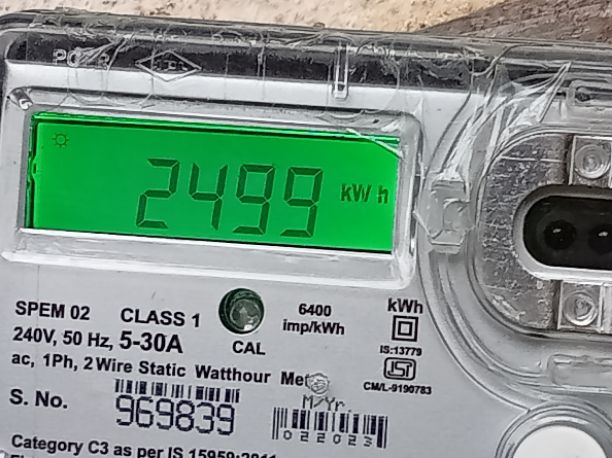 2499 kWh
SPEM 02 CLASS 1
6400
imp/kWh
kWh
240V, 50 Hz, 5-30A
CAL
IS:13779
ac, 1Ph, 2 Wire Static Watthour
ISI
CM/L-9190783
S. No. 969839
M/Yr.
022023
Category C3 as per IS